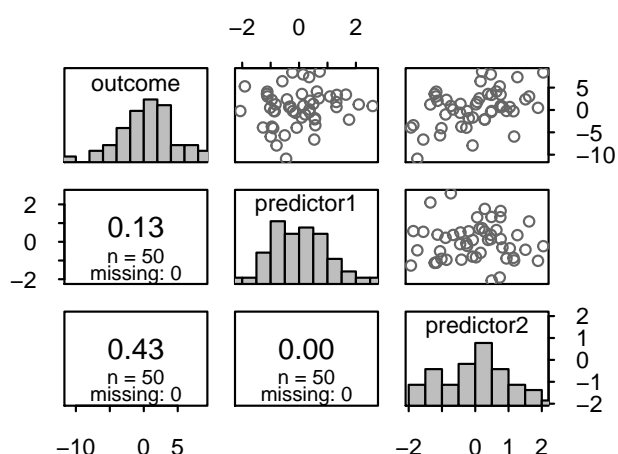 −2 0 2
outcome
5
0
−5
−10
2
0
−2
0.13
n = 50
missing: 0
predictor1
0.43
n = 50
missing: 0
0.00
n = 50
missing: 0
predictor2
2
1
0
−1
−2
−10 0 5
−2 0 1 2